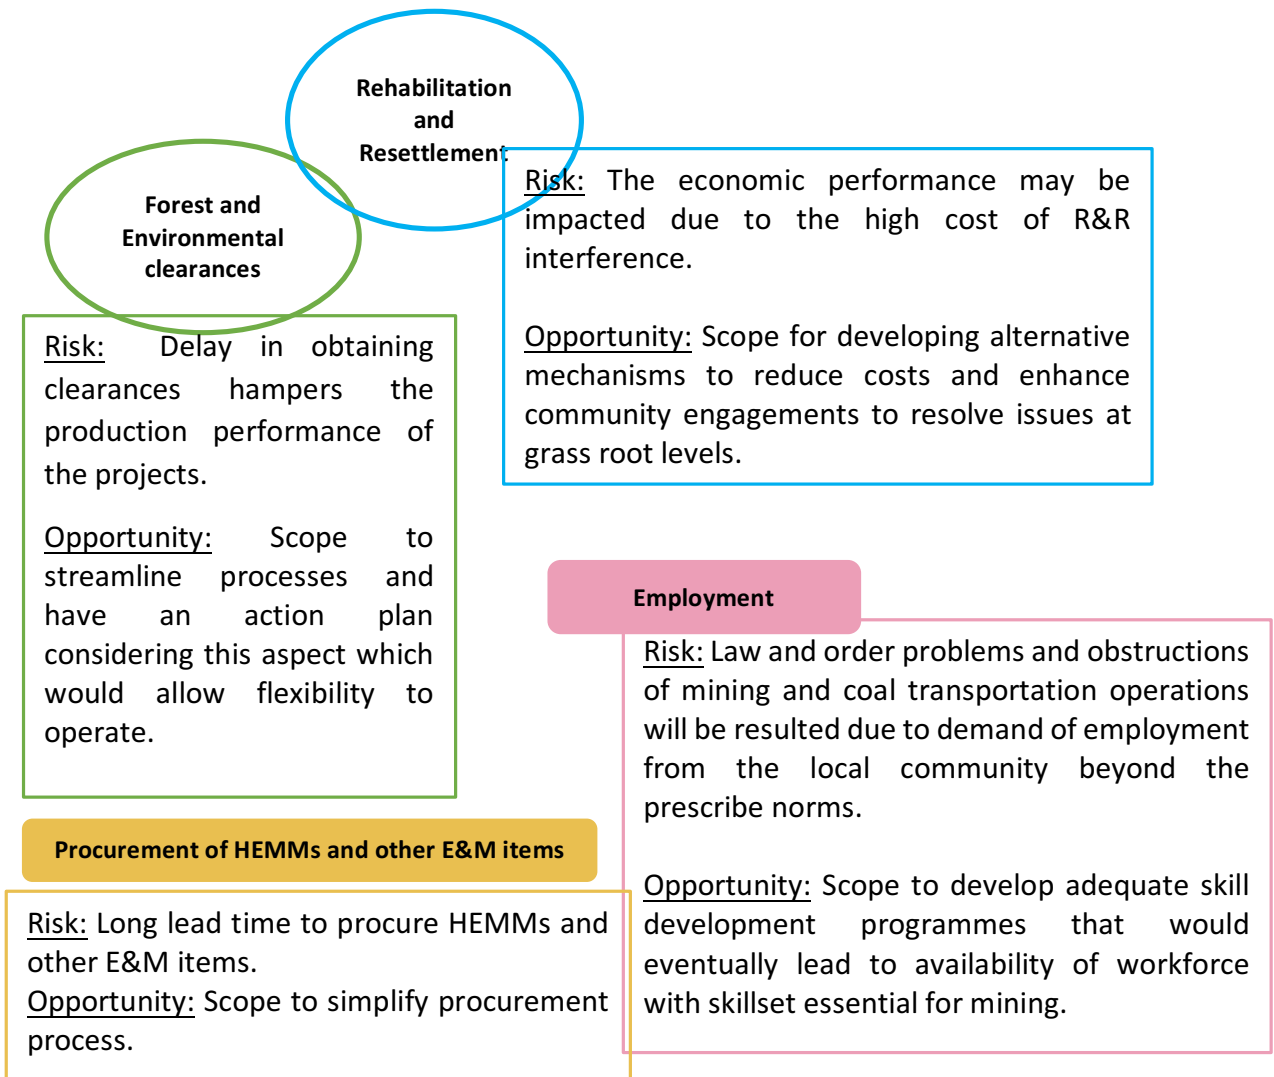 Rehabilitation
and
Resettlement
Risk: The economic performance may be
impacted due to the high cost of R&R
interference.
Opportunity: Scope for developing alternative
mechanisms to reduce costs and enhance
community engagements to resolve issues at
grass root levels.
Forest and
Environmental
clearances
Risk: Delay in obtaining
clearances hampers the
production performance of
the projects.
Opportunity: Scope to
streamline processes and
have an action plan
considering this aspect which
would allow flexibility to
operate.
Employment
Risk: Law and order problems and obstructions
of mining and coal transportation operations
will be resulted due to demand of employment
from the local community beyond the
prescribe norms.
Opportunity: Scope to develop adequate skill
development programmes that would
eventually lead to availability of workforce
with skillset essential for mining.
Procurement of HEMMs and other E&M items
Risk: Long lead time to procure HEMMs and
other E&M items.
Opportunity: Scope to simplify procurement
process.